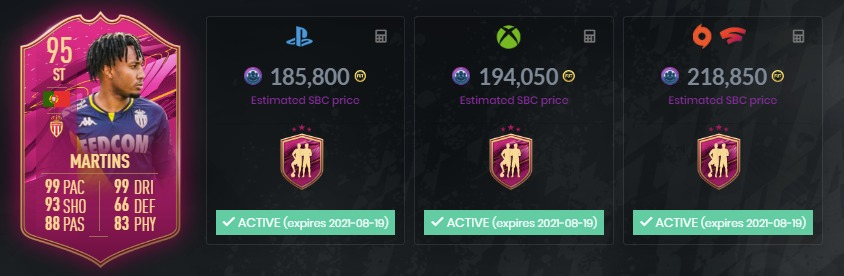 95
ST
FEDCOM
MARTINS
99 PAC
99 DRI
93 SHO
66 DEF
88 PAS
83 PHY
185,800
Estimated SBC price
ACTIVE (expires 2021-08-19)
194,050
Estimated SBC price
ACTIVE (expires 2021-08-19)
218,850
Estimated SBC price
ACTIVE (expires 2021-08-19)